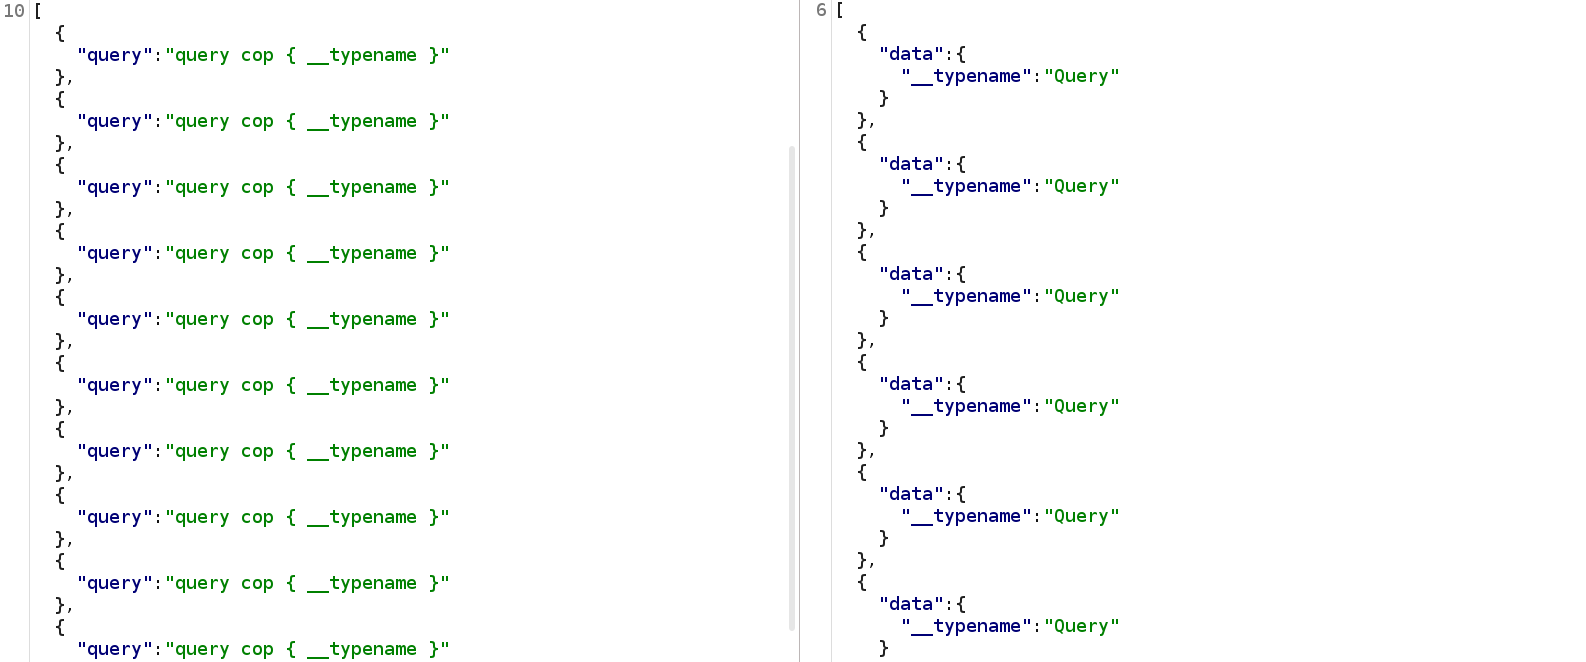 10 [
{
"query":"query cop { __typename }"
},
{
"query":"query cop { __typename }"
},
{
"query":"query cop { __typename }"
},
{
"query":"query cop { __typename }"
},
{
"query":"query cop { __typename }"
},
{
"query":"query cop { __typename }"
},
{
"query":"query cop { __typename }"
},
{
"query":"query cop { __typename }"
},
{
"query":"query cop { __typename }"
},
{
"query":"query cop { __typename }"
6 [
{
"data":{
"__typename":"Query"
}
},
{
"data":{
"__typename":"Query"
}
},
{
"data":{
"__typename":"Query"
}
},
{
"data":{
"__typename":"Query"
}
},
{
"data":{
"__typename":"Query"
}
},
{
"data":{
"__typename":"Query"
}